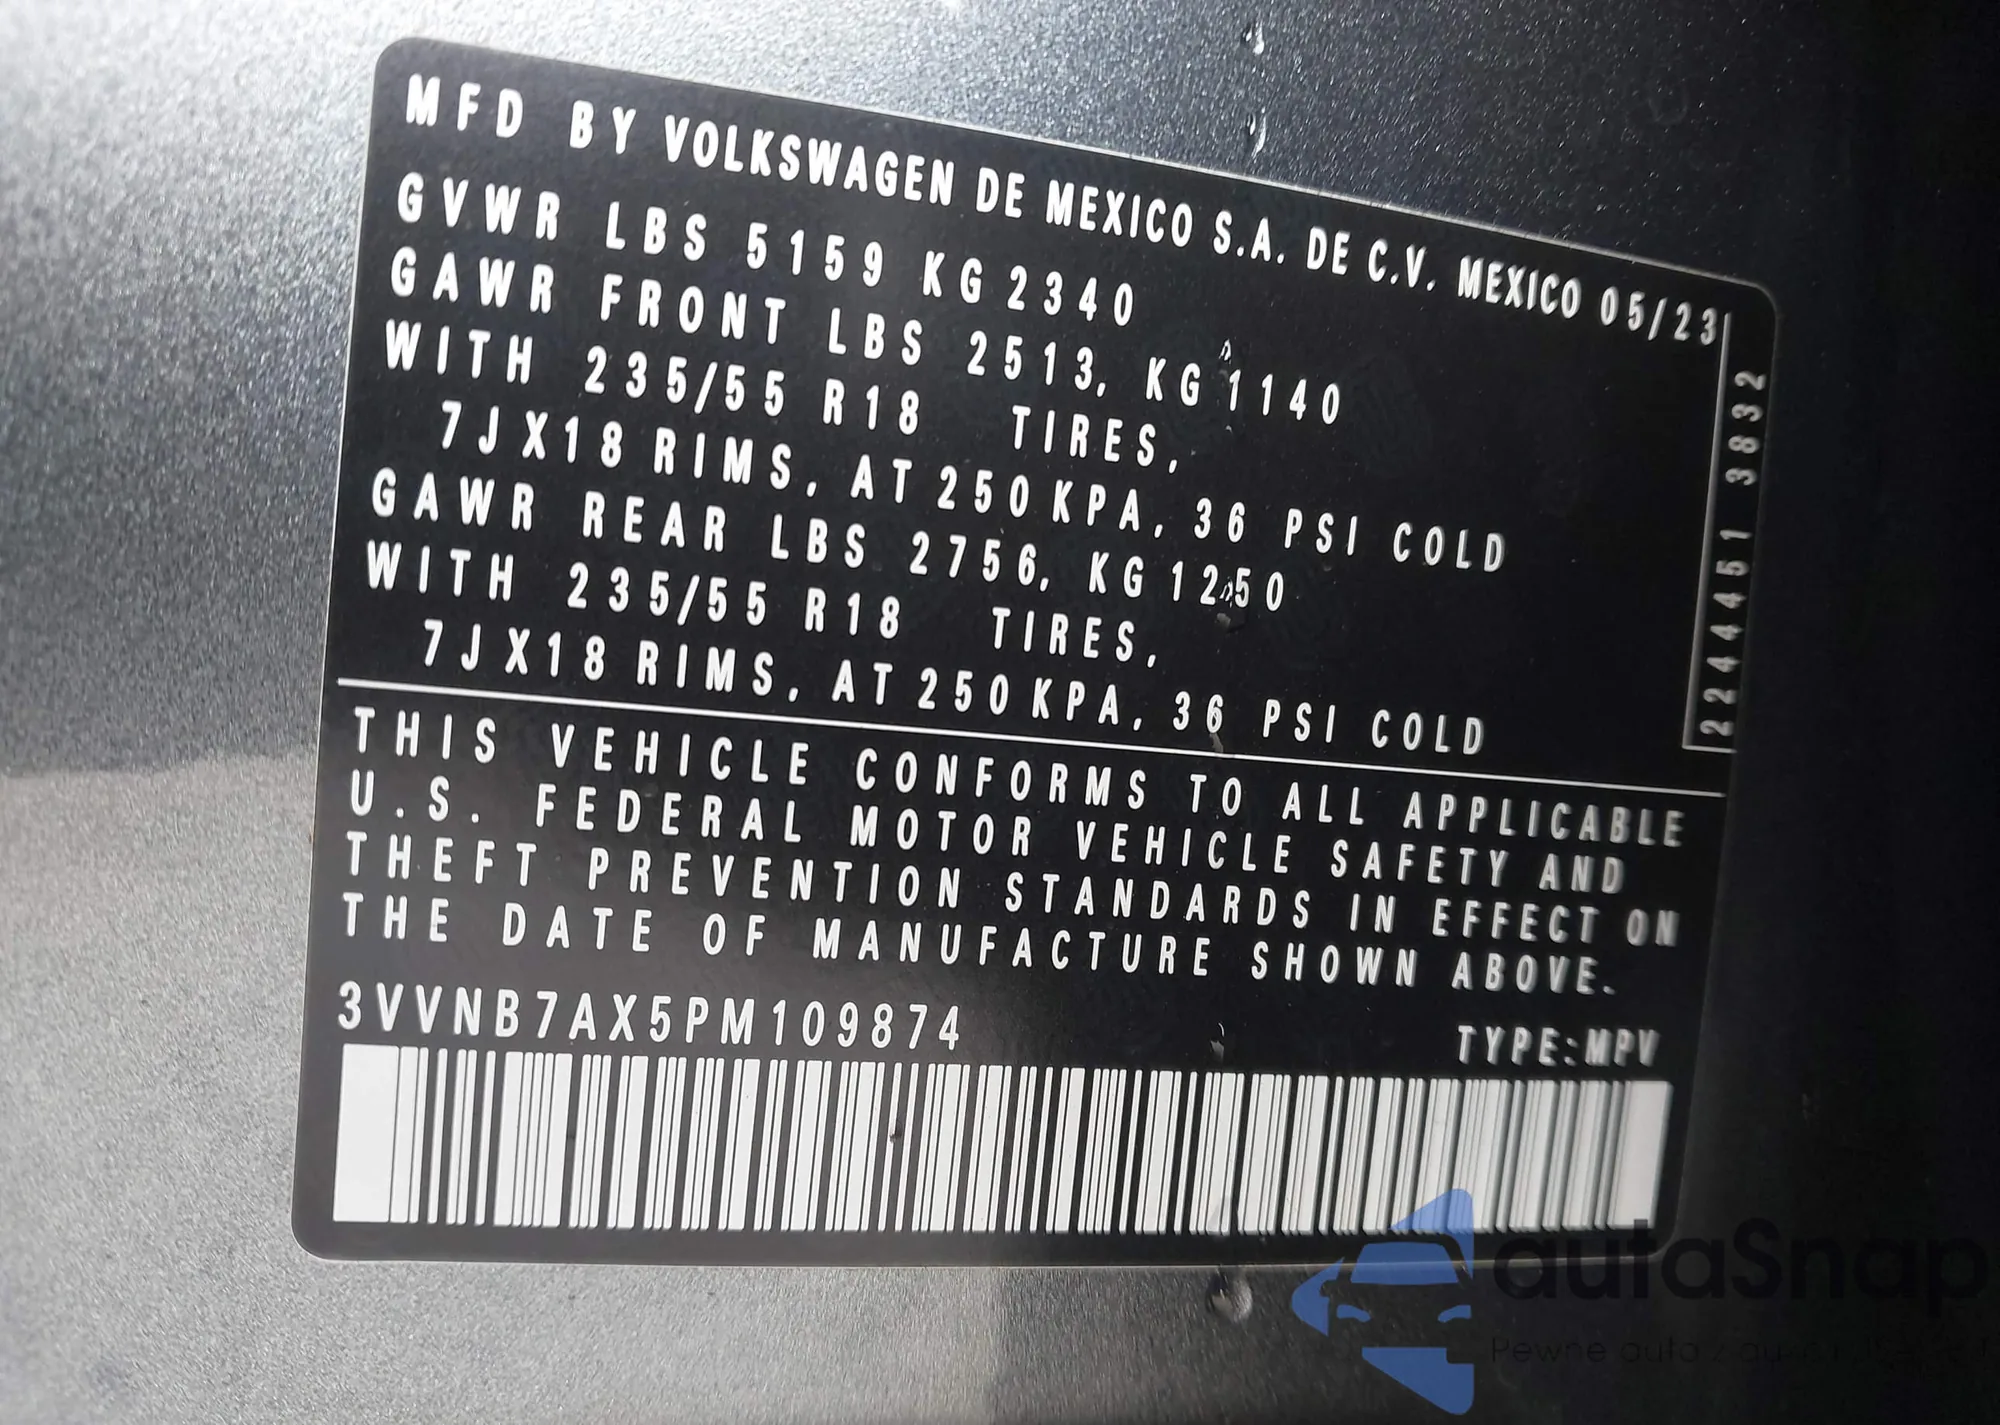 MFD BY VOLKSWAGEN DE MEXICO S.A. DE C.V. MEXICO 05/23
GVWR LBS 5159 KG 2340
GAWR FRONT LBS 2513, KG 1140
WITH 235/55 R18 TIRES,
7JX18 RIMS, AT 250 KPA, 36 PSI COLD
GAWR REAR LBS 2756, KG 1250
WITH 235/55 R18 TIRES,
7JX18 RIMS, AT 250 KPA, 36 PSI COLD
224451 3832
THIS VEHICLE CONFORMS TO ALL APPLICABLE
U.S. FEDERAL MOTOR VEHICLE SAFETY AND
THEFT PREVENTION STANDARDS IN EFFECT ON
THE DATE OF MANUFACTURE SHOWN ABOVE.
3VVNB7AX5PM109874
TYPE:MPV
autaSnap
Pewne auto z